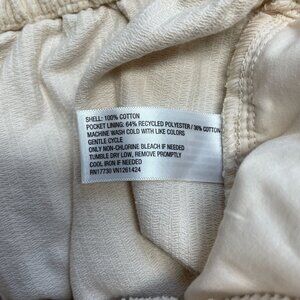 SHELL: 100% COTTON
POCKET LINING: 64% RECYCLED POLYESTER / 36% COTTON
MACHINE WASH COLD WITH LIKE COLORS
GENTLE CYCLE
ONLY NON-CHLORINE BLEACH IF NEEDED
TUMBLE DRY LOW, REMOVE PROMPTLY
COOL IRON IF NEEDED
RN17730 VN1261424